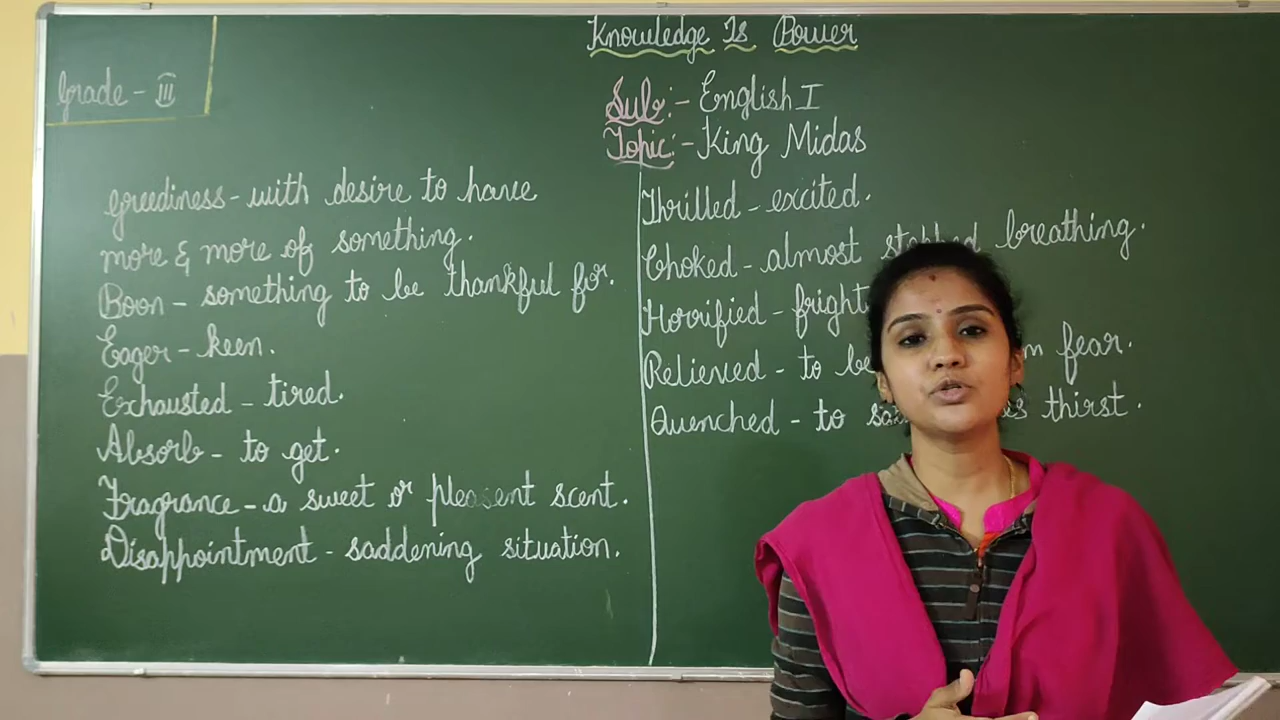 Knowledge Is Power
Grade - III
Sub:- English I
Topic:- King Midas
greediness - with desire to have
more & more of something.
Boon - something to be thankful for.
Eager - keen.
Exhausted - tired.
Absorb - to get.
Fragrance - a sweet or pleasent scent.
Disappointment - saddening situation.
Thrilled - excited.
Choked - almost stopped breathing.
Horrified -
Relieved - to be fear.
Quenched - to thirst.